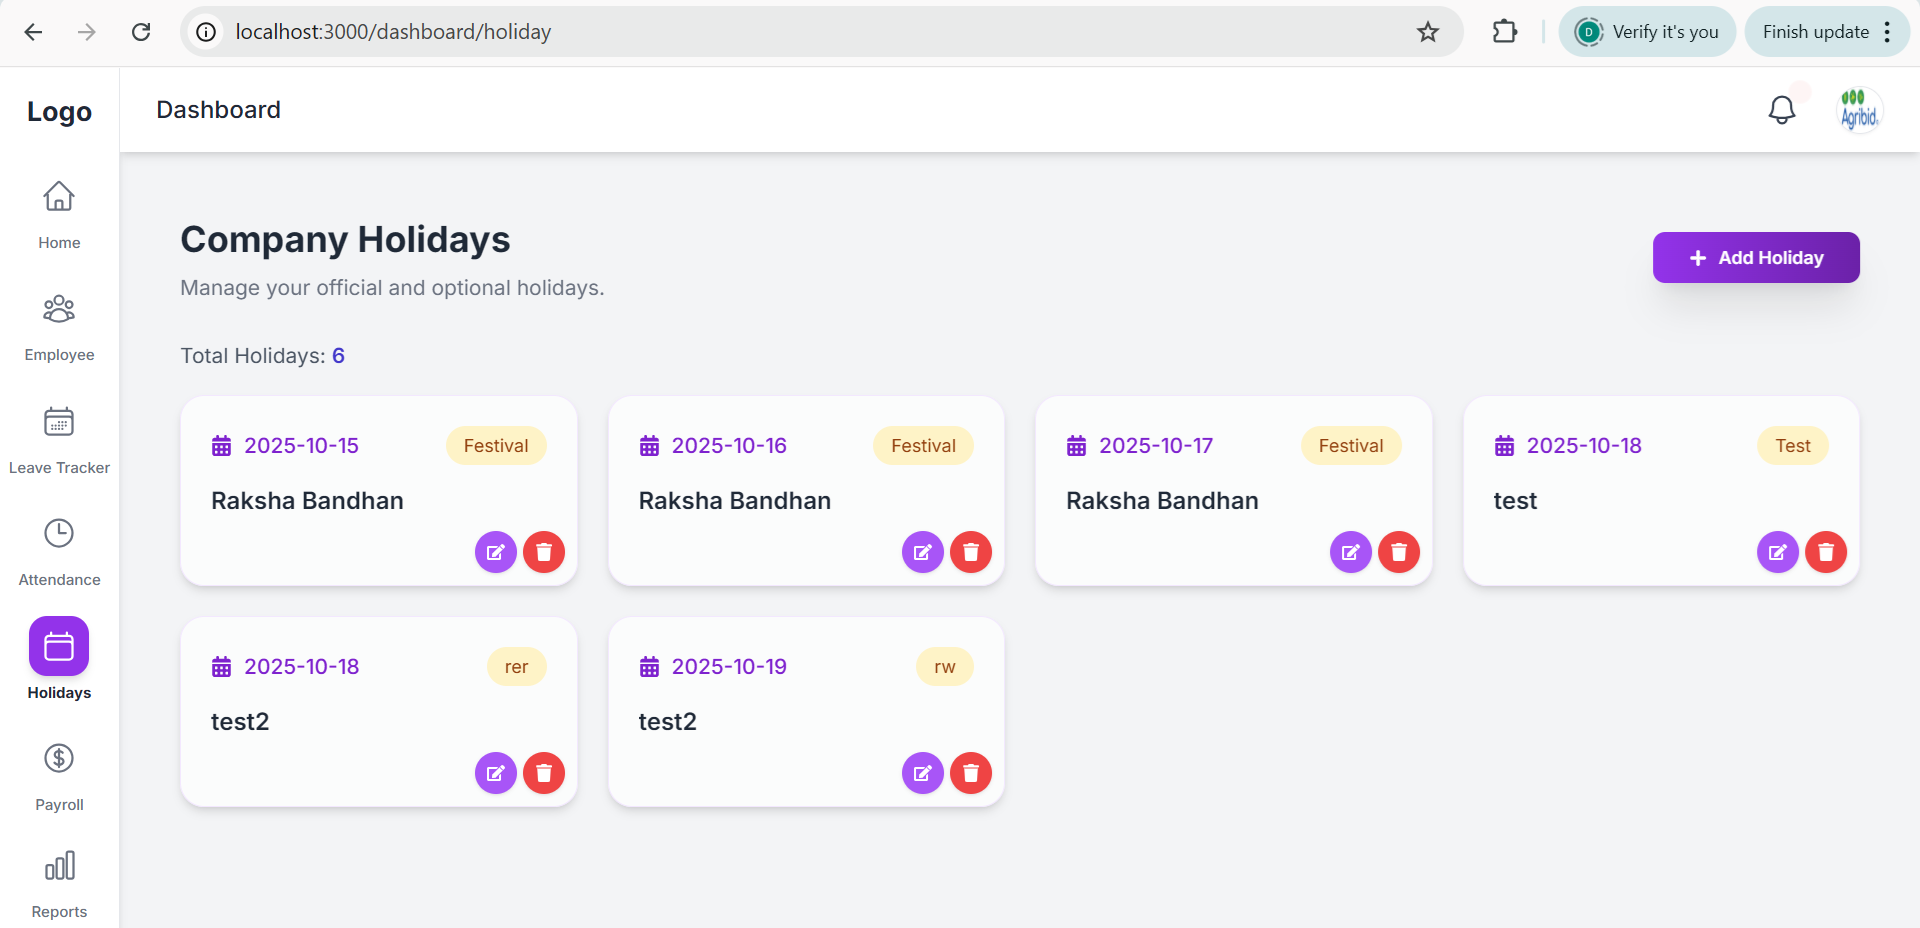 localhost:3000/dashboard/holiday
D
Verify it's you
Finish update
Logo
Dashboard
Agribid
Home
Employee
Leave Tracker
Attendance
Holidays
Payroll
Reports
Company Holidays
Manage your official and optional holidays.
+ Add Holiday
Total Holidays: 6
2025-10-15 Festival
Raksha Bandhan
2025-10-16 Festival
Raksha Bandhan
2025-10-17 Festival
Raksha Bandhan
2025-10-18 Test
test
2025-10-18 rer
test2
2025-10-19 rw
test2